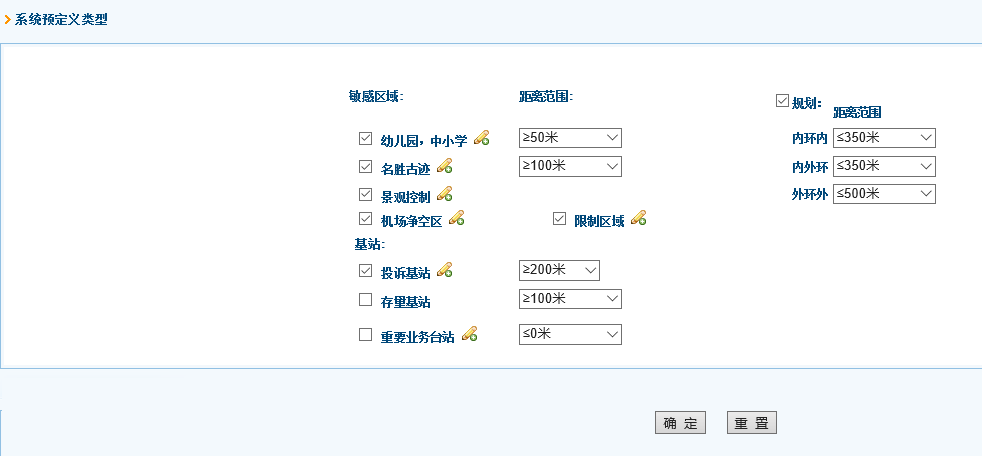 系统预定义类型
敏感区域: 距离范围: 规划：
距离范围
幼儿园，中小学 ≥50米 内环内 ≤350米
名胜古迹 ≥100米 内外环 ≤350米
景观控制 外环外 ≤500米
机场净空区 限制区域
基站:
投诉基站 ≥200米
存量基站 ≥100米
重要业务台站 ≤0米
确 定 重 置